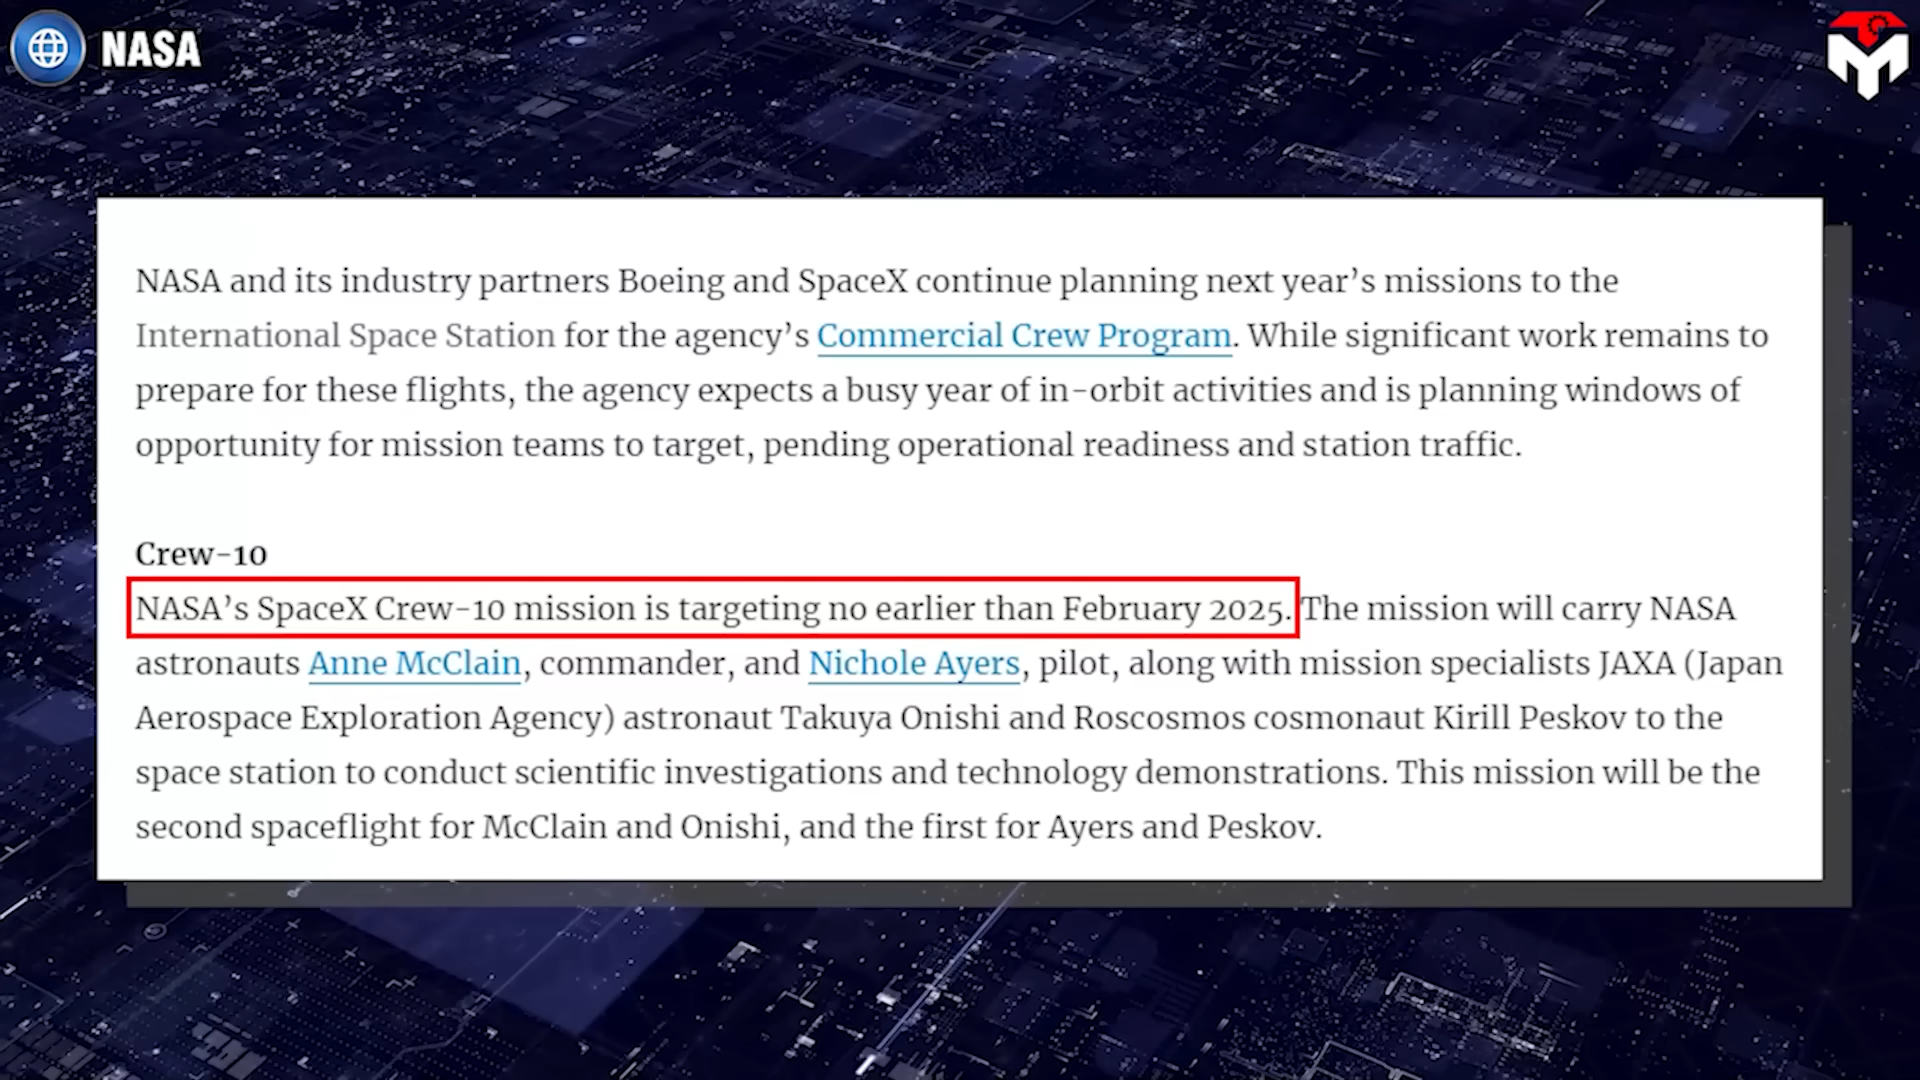 NASA
NASA and its industry partners Boeing and SpaceX continue planning next year’s missions to the
International Space Station for the agency’s Commercial Crew Program. While significant work remains to
prepare for these flights, the agency expects a busy year of in-orbit activities and is planning windows of
opportunity for mission teams to target, pending operational readiness and station traffic.
Crew-10
NASA’s SpaceX Crew-10 mission is targeting no earlier than February 2025. The mission will carry NASA
astronauts Anne McClain, commander, and Nichole Ayers, pilot, along with mission specialists JAXA (Japan
Aerospace Exploration Agency) astronaut Takuya Onishi and Roscosmos cosmonaut Kirill Peskov to the
space station to conduct scientific investigations and technology demonstrations. This mission will be the
second spaceflight for McClain and Onishi, and the first for Ayers and Peskov.